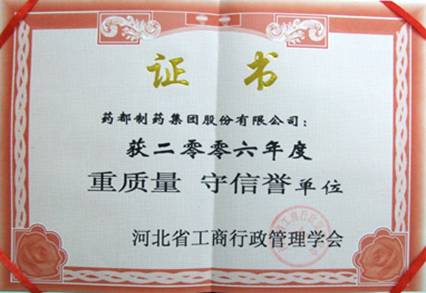 证 书
药都制药集团股份有限公司：
获二零零六年度
重质量 守信誉单位
河北省工商行政管理学会